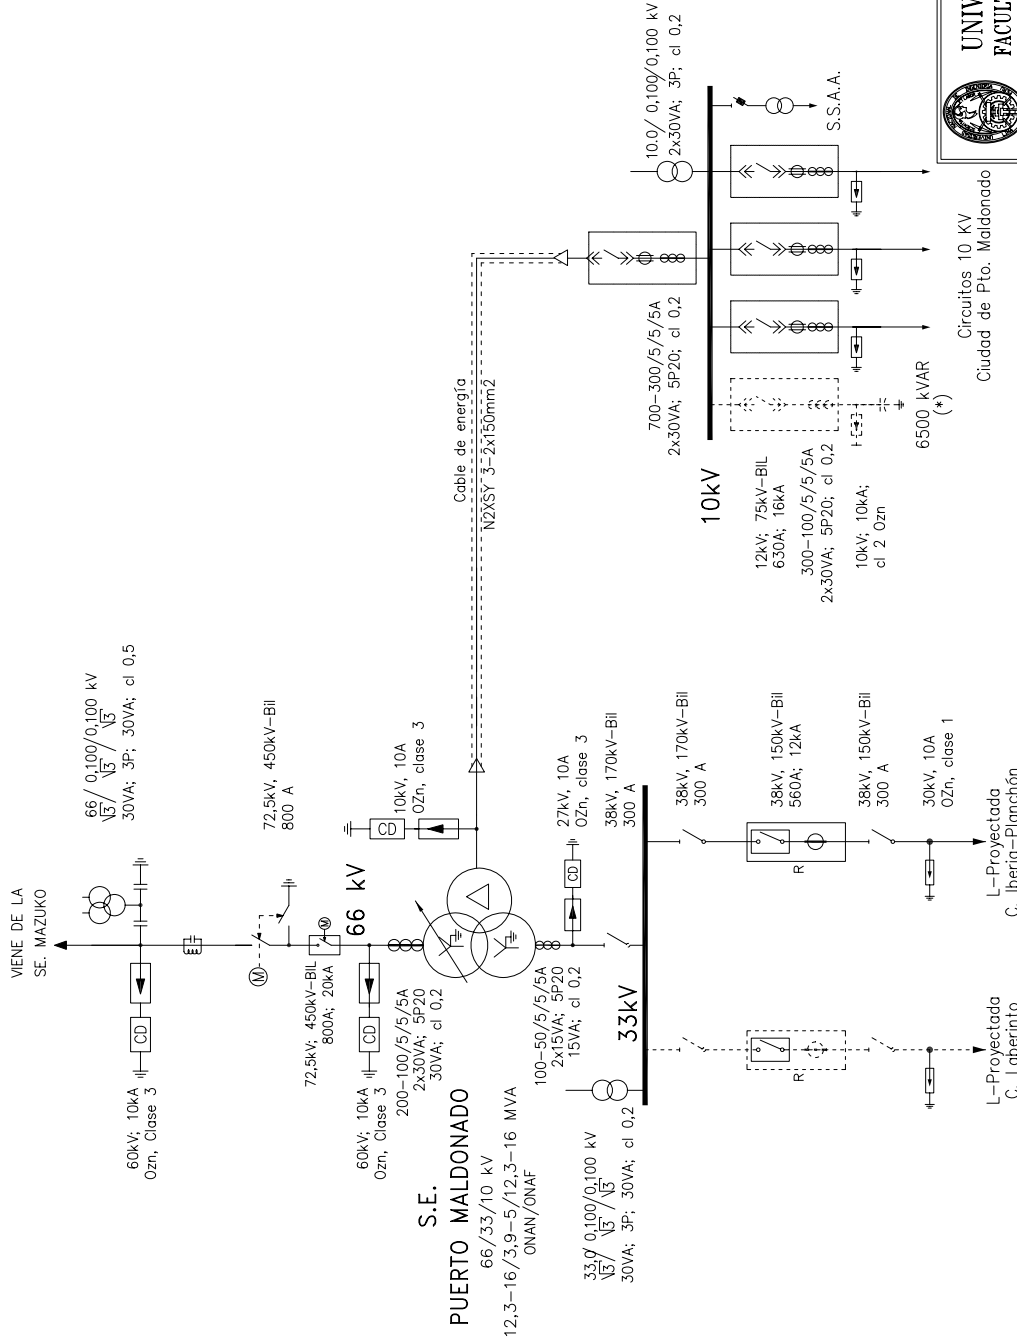 VIENE DE LA
SE. MAZUKO
66/ 0,100/0,100 kV
√3/ √3 / √3
30VA; 3P; 30VA; cl 0,5
CD
60kV; 10kA
Ozn, Clase 3
72,5kV, 450kV-Bil
800 A
M
M
72,5kV; 450kV-BIL
800A; 20kA
66 kV
CD
60kV; 10kA
Ozn, Clase 3
200-100/5/5/5A
2x30VA; 5P20
30VA; cl 0,2
CD
10kV, 10A
OZn, clase 3
S.E.
PUERTO MALDONADO
66/33/10 kV
12,3-16/3,9-5/12,3-16 MVA
ONAN/ONAF
100-50/5/5/5A
2x15VA; 5P20
15VA; cl 0,2
CD
27kV, 10A
OZn, clase 3
38kV, 170kV-Bil
300 A
33kV
33,0/ 0,100/0,100 kV
√3/ √3 / √3
30VA; 3P; 30VA; cl 0,2
38kV, 170kV-Bil
300 A
R
R
38kV, 150kV-Bil
560A; 12kA
38kV, 150kV-Bil
300 A
30kV, 10A
OZn, clase 1
L-Proyectada
C. Laberinto
L-Proyectada
C. Iberia-Planchón
Cable de energía
N2XSY 3-2x150mm2
10.0/ 0,100/0,100 kV
2x30VA; 3P; cl 0,2
700-300/5/5/5A
2x30VA; 5P20; cl 0,2
10kV
S.S.A.A.
12kV; 75kV-BIL
630A; 16kA
300-100/5/5/5A
2x30VA; 5P20; cl 0,2
10kV; 10kA;
cl 2 Ozn
6500 kVAR
(*)
Circuitos 10 KV
Ciudad de Pto. Maldonado